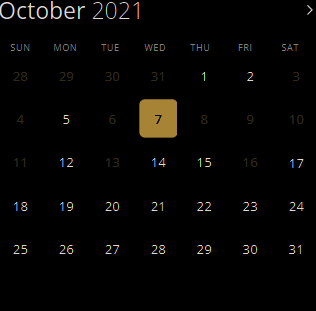 October 2021
SUN MON TUE WED THU FRI SAT
28 29 30 31 1 2 3
4 5 6 7 8 9 10
11 12 13 14 15 16 17
18 19 20 21 22 23 24
25 26 27 28 29 30 31